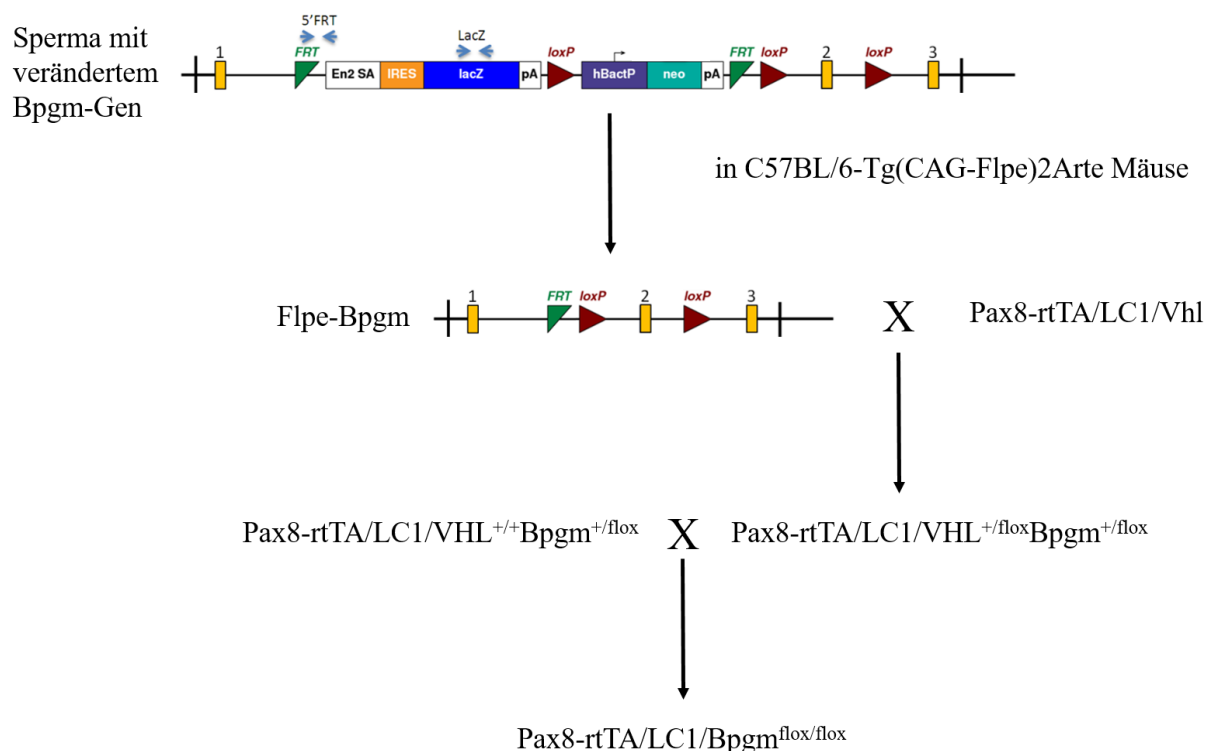 Sperma mit
verändertem
Bpgm-Gen
5'FRT
LacZ
1 FRT loxP FRT loxP 2 loxP 3
En2 SA IRES lacZ pA hBactP neo pA
in C57BL/6-Tg(CAG-Flpe)2Arte Mäuse
1 FRT loxP 2 loxP 3
Flpe-Bpgm X Pax8-rtTA/LC1/Vhl
Pax8-rtTA/LC1/VHL+/+Bpgm+/flox X Pax8-rtTA/LC1/VHL+/floxBpgm+/flox
Pax8-rtTA/LC1/Bpgmflox/flox